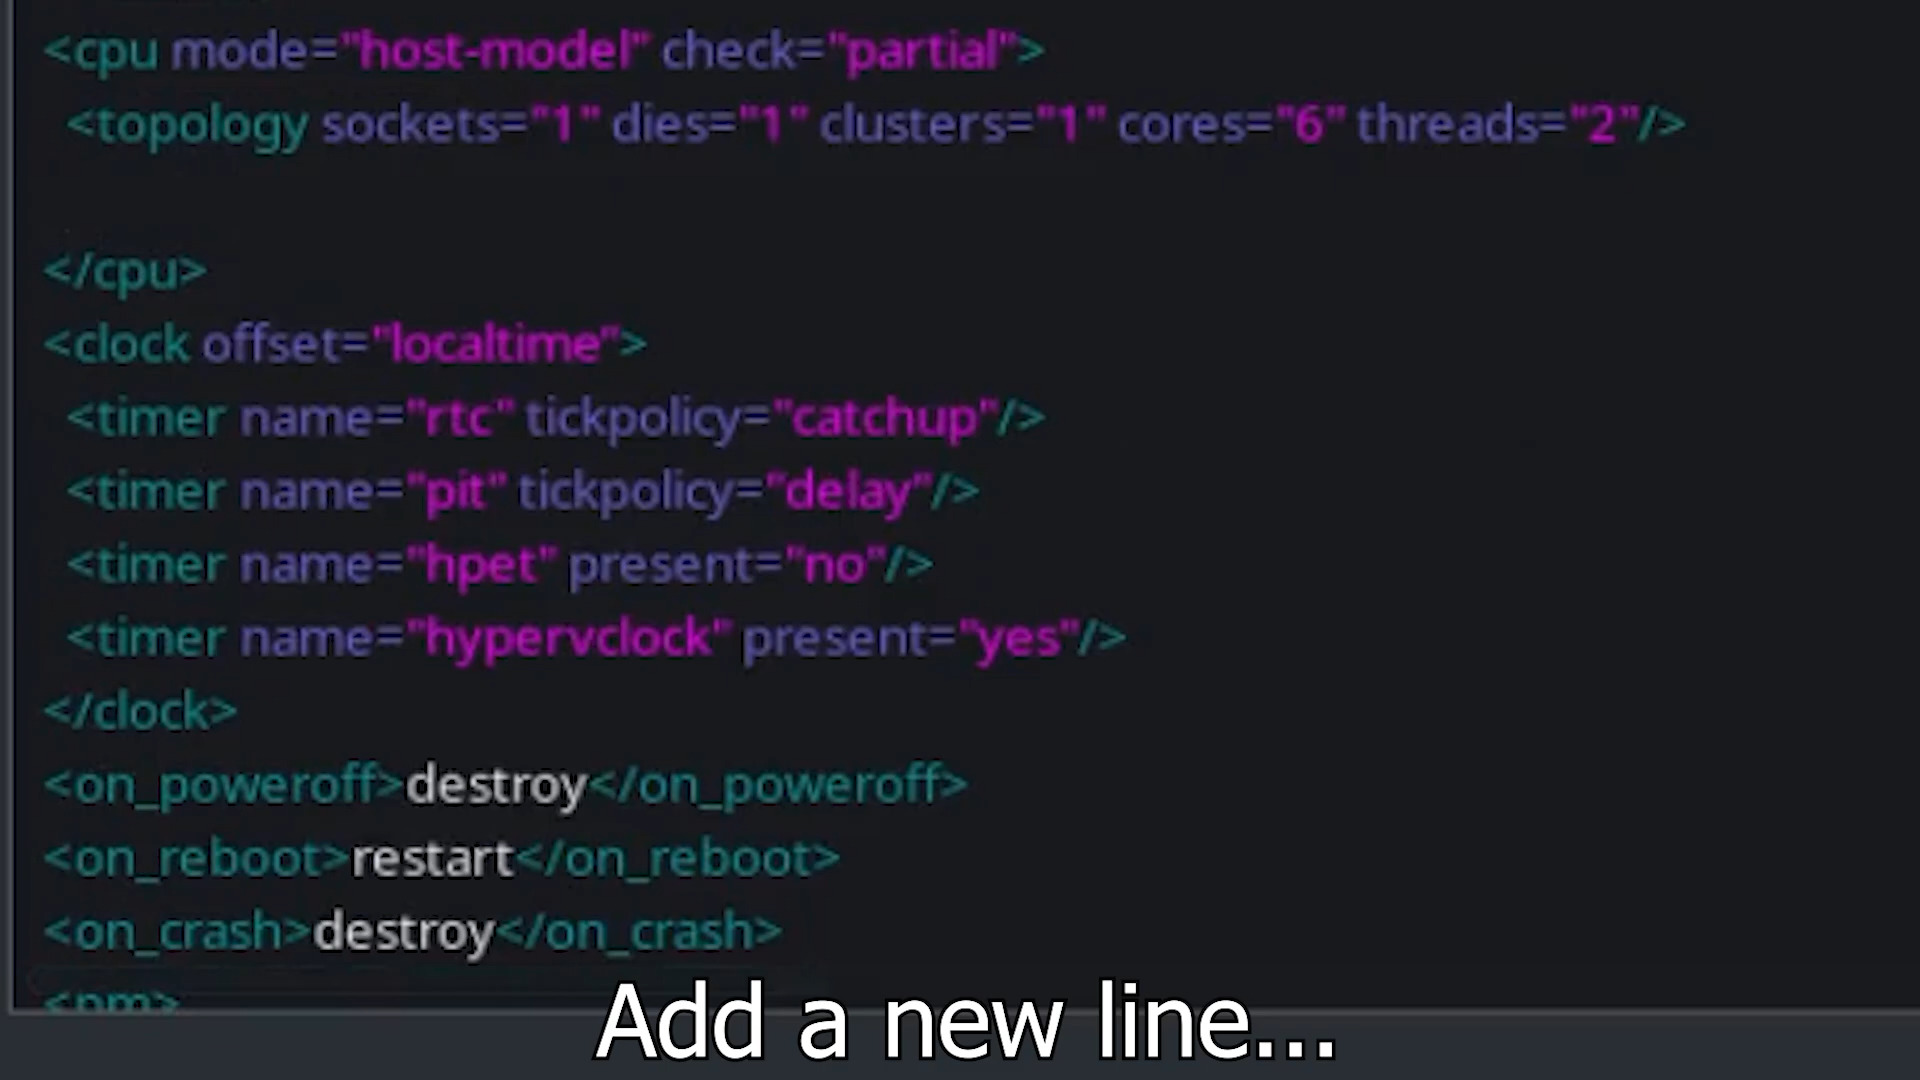 <cpu mode="host-model" check="partial">
<topology sockets="1" dies="1" clusters="1" cores="6" threads="2"/>
</cpu>
<clock offset="localtime">
<timer name="rtc" tickpolicy="catchup"/>
<timer name="pit" tickpolicy="delay"/>
<timer name="hpet" present="no"/>
<timer name="hypervclock" present="yes"/>
</clock>
<on_poweroff>destroy</on_poweroff>
<on_reboot>restart</on_reboot>
<on_crash>destroy</on_crash>
<pm>
Add a new line...